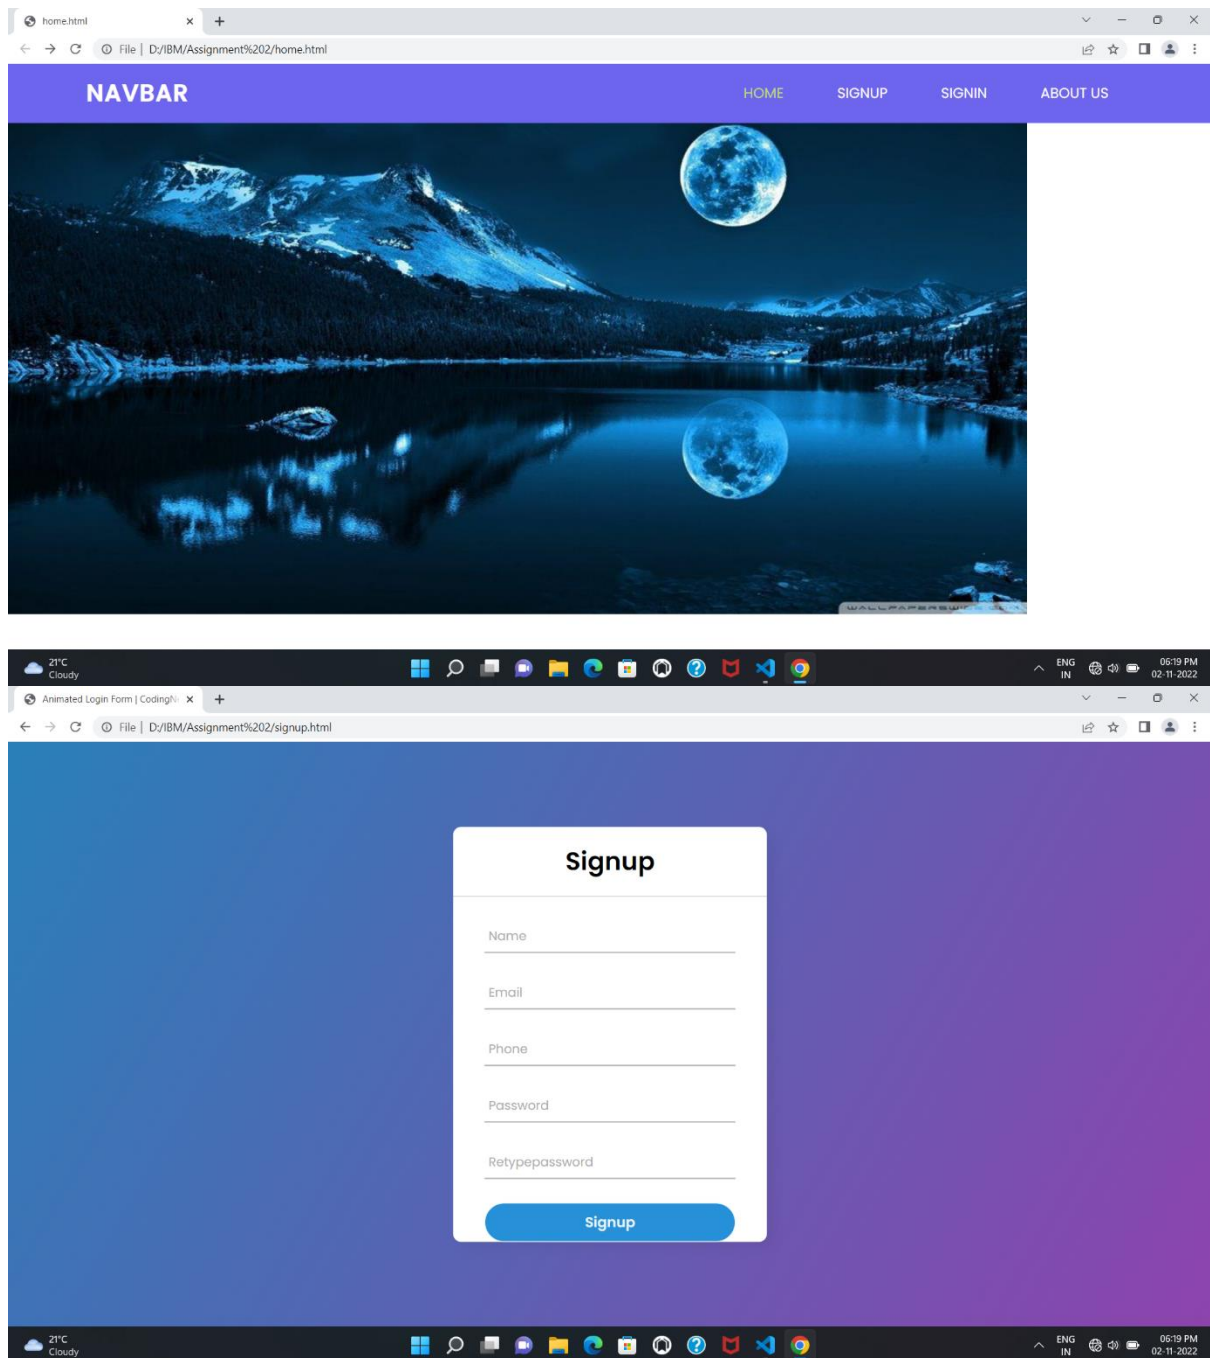 home.html
File | D:/IBM/Assignment%202/home.html
NAVBAR HOME SIGNUP SIGNIN ABOUT US
21°C
Cloudy
ENG
IN
06:19 PM
02-11-2022
Animated Login Form | CodingN
File | D:/IBM/Assignment%202/signup.html
Signup
Name
Email
Phone
Password
Retypepassword
Signup
21°C
Cloudy
ENG
IN
06:19 PM
02-11-2022